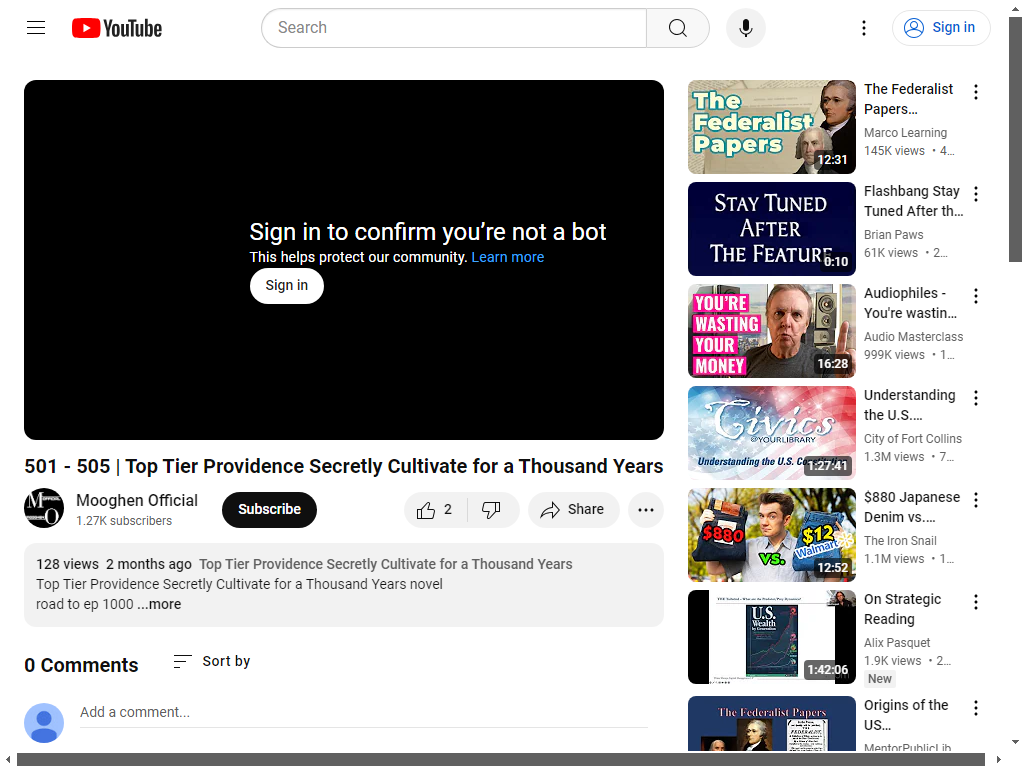 YouTube
Search
Sign in
Sign in to confirm you're not a bot
This helps protect our community. Learn more
Sign in
501 - 505 | Top Tier Providence Secretly Cultivate for a Thousand Years
Mooghen Official
1.27K subscribers
Subscribe
2
Share
128 views 2 months ago Top Tier Providence Secretly Cultivate for a Thousand Years
Top Tier Providence Secretly Cultivate for a Thousand Years novel
road to ep 1000 ...more
0 Comments
Sort by
Add a comment...
The
Federalist
Papers
12:31
The Federalist
Papers...
Marco Learning
145K views • 4...
STAY TUNED
AFTER
THE FEATURE
0:10
Flashbang Stay
Tuned After th...
Brian Paws
61K views • 2...
YOU'RE
WASTING
YOUR
MONEY
16:28
Audiophiles -
You're wastin...
Audio Masterclass
999K views • 1...
Civics
@YOURLIBRARY
Understanding the U.S.
1:27:41
Understanding
the U.S....
City of Fort Collins
1.3M views • 7...
$880
vs.
$12
Walmart
12:52
$880 Japanese
Denim vs....
The Iron Snail
1.1M views • 1...
U.S.
Wealth
by Generation
1:42:06
On Strategic
Reading
Alix Pasquet
1.9K views • 2...
New
The Federalist Papers
Origins of the
US...
MentorPublicLib